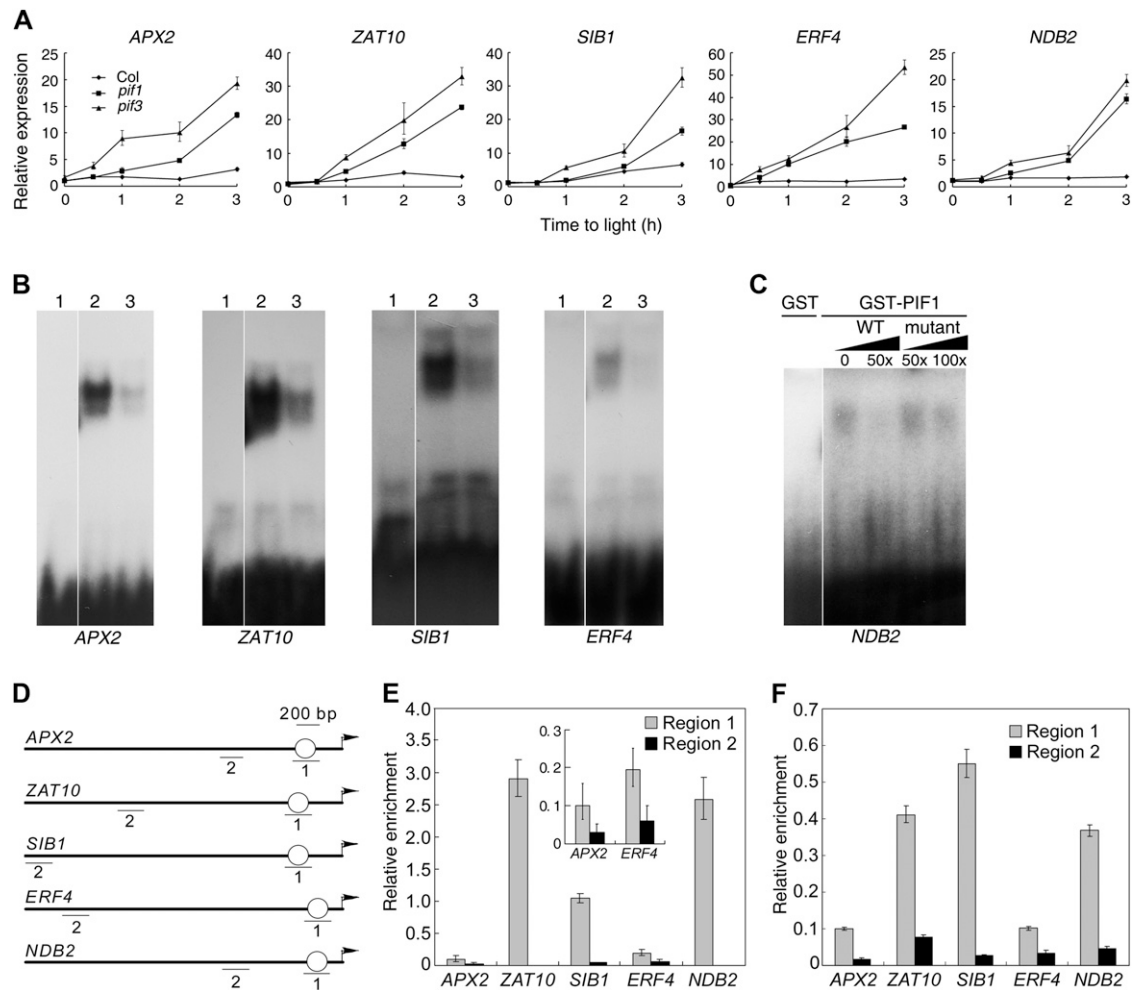 A
APX2 ZAT10 SIB1 ERF4 NDB2
Relative expression
Col
pif1
pif3
25 40 40 60 25
20 30 30 50 20
15 20 20 40 15
10 10 10 30 10
5 20 5
0 0 0 10 0
0
0 1 2 3 0 1 2 3 0 1 2 3 0 1 2 3 0 1 2 3
Time to light (h)
B
1 2 3 1 2 3 1 2 3 1 2 3
APX2 ZAT10 SIB1 ERF4
C
GST GST-PIF1
WT mutant
0 50x 50x 100x
NDB2
D
200 bp
APX2
2 1
ZAT10
2 1
SIB1
2 1
ERF4
2 1
NDB2
2 1
E
Relative enrichment
4.0
3.5
3.0
2.5
2.0
1.5
1.0
0.5
0
Region 1
Region 2
0.3
0.2
0.1
0
APX2 ERF4
APX2 ZAT10 SIB1 ERF4 NDB2
F
Relative enrichment
0.7
0.6
0.5
0.4
0.3
0.2
0.1
0
Region 1
Region 2
APX2 ZAT10 SIB1 ERF4 NDB2